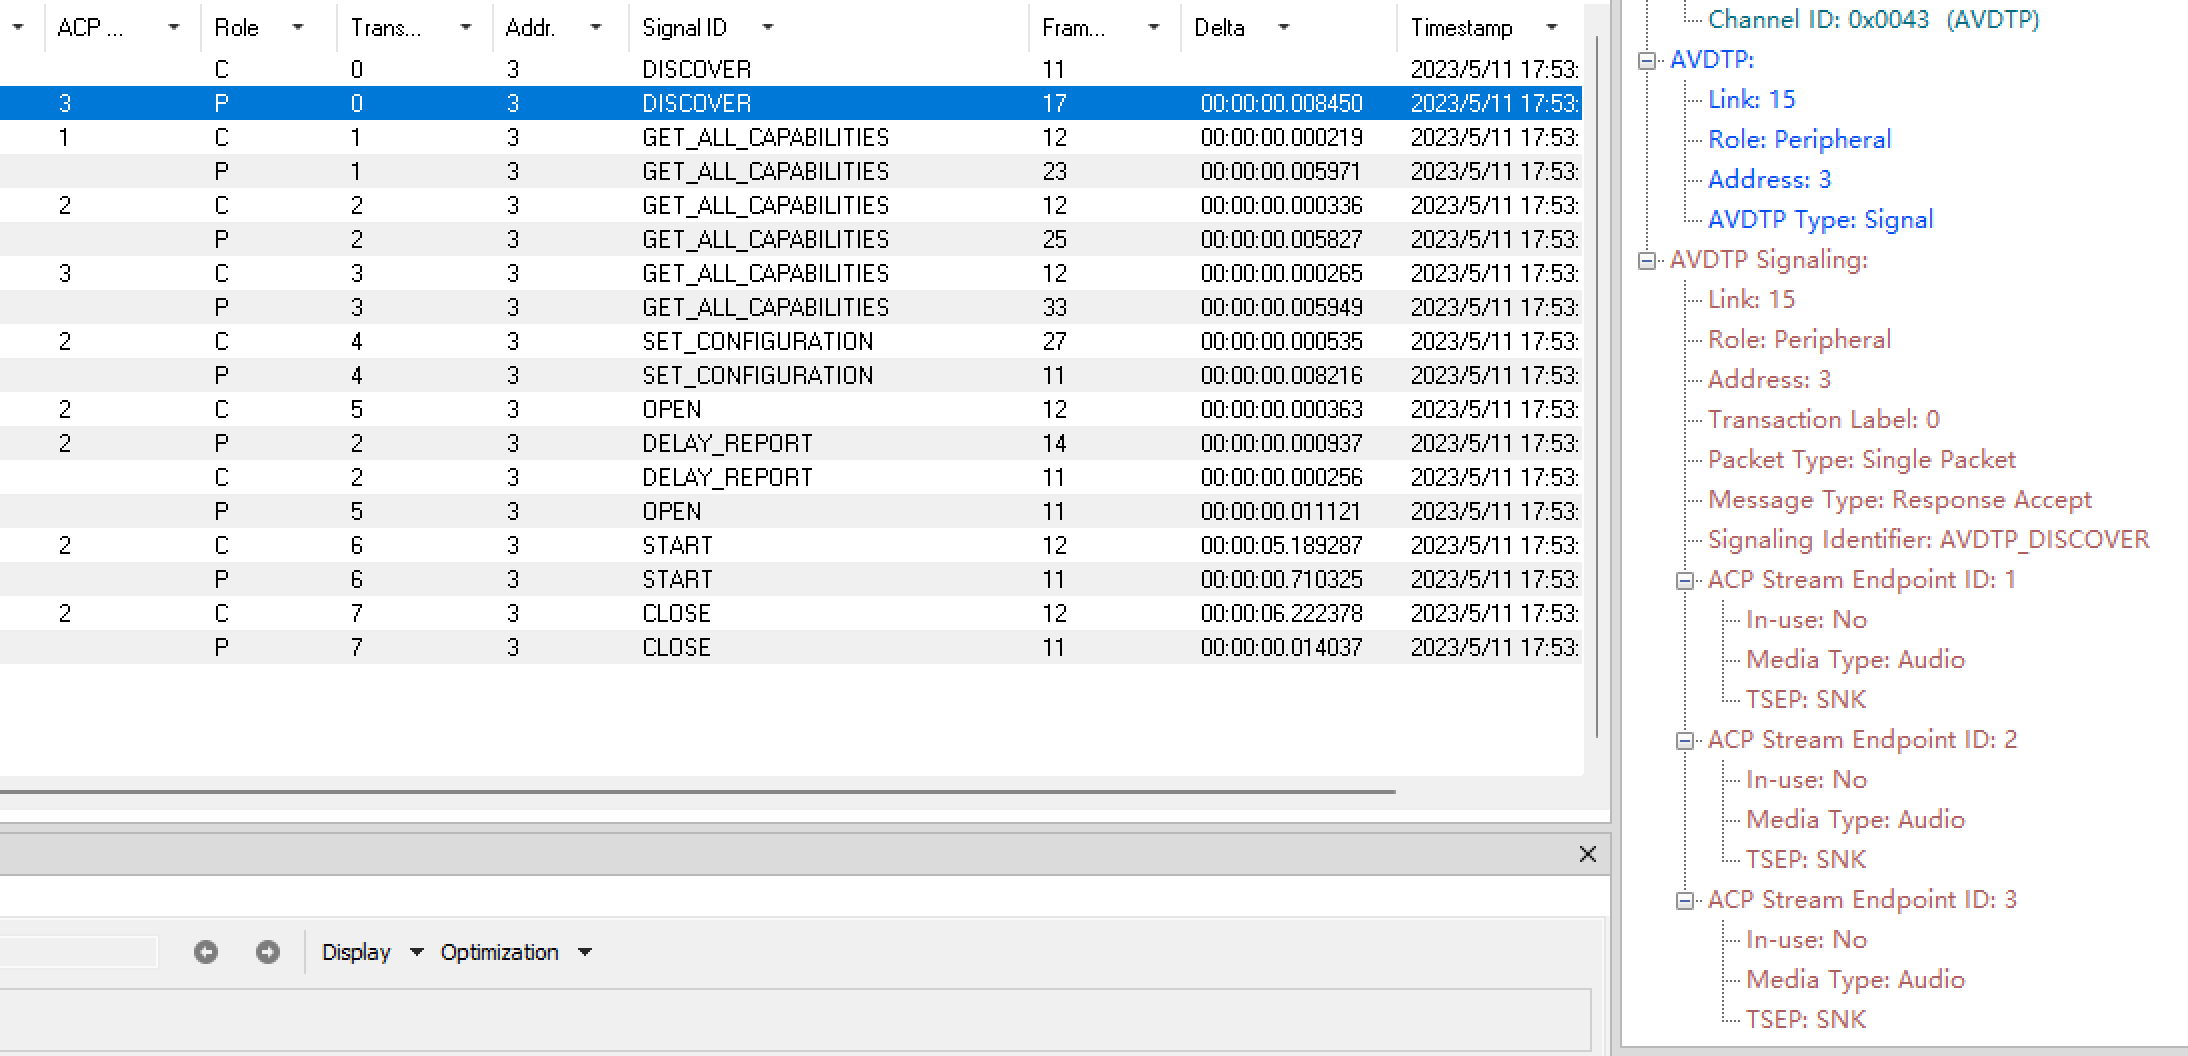 ACP ... Role Trans... Addr. Signal ID Fram... Delta Timestamp
C 0 3 DISCOVER 11 2023/5/11 17:53:
3 P 0 3 DISCOVER 17 00:00:00.008450 2023/5/11 17:53:
1 C 1 3 GET_ALL_CAPABILITIES 12 00:00:00.000219 2023/5/11 17:53:
P 1 3 GET_ALL_CAPABILITIES 23 00:00:00.005971 2023/5/11 17:53:
2 C 2 3 GET_ALL_CAPABILITIES 12 00:00:00.000336 2023/5/11 17:53:
P 2 3 GET_ALL_CAPABILITIES 25 00:00:00.005827 2023/5/11 17:53:
3 C 3 3 GET_ALL_CAPABILITIES 12 00:00:00.000265 2023/5/11 17:53:
P 3 3 GET_ALL_CAPABILITIES 33 00:00:00.005949 2023/5/11 17:53:
2 C 4 3 SET_CONFIGURATION 27 00:00:00.000535 2023/5/11 17:53:
P 4 3 SET_CONFIGURATION 11 00:00:00.008216 2023/5/11 17:53:
2 C 5 3 OPEN 12 00:00:00.000363 2023/5/11 17:53:
2 P 2 3 DELAY_REPORT 14 00:00:00.000937 2023/5/11 17:53:
C 2 3 DELAY_REPORT 11 00:00:00.000256 2023/5/11 17:53:
P 5 3 OPEN 11 00:00:00.011121 2023/5/11 17:53:
2 C 6 3 START 12 00:00:05.189287 2023/5/11 17:53:
P 6 3 START 11 00:00:00.710325 2023/5/11 17:53:
2 C 7 3 CLOSE 12 00:00:06.222378 2023/5/11 17:53:
P 7 3 CLOSE 11 00:00:00.014037 2023/5/11 17:53:
Display Optimization
Channel ID: 0x0043 (AVDTP)
AVDTP:
Link: 15
Role: Peripheral
Address: 3
AVDTP Type: Signal
AVDTP Signaling:
Link: 15
Role: Peripheral
Address: 3
Transaction Label: 0
Packet Type: Single Packet
Message Type: Response Accept
Signaling Identifier: AVDTP_DISCOVER
ACP Stream Endpoint ID: 1
In-use: No
Media Type: Audio
TSEP: SNK
ACP Stream Endpoint ID: 2
In-use: No
Media Type: Audio
TSEP: SNK
ACP Stream Endpoint ID: 3
In-use: No
Media Type: Audio
TSEP: SNK